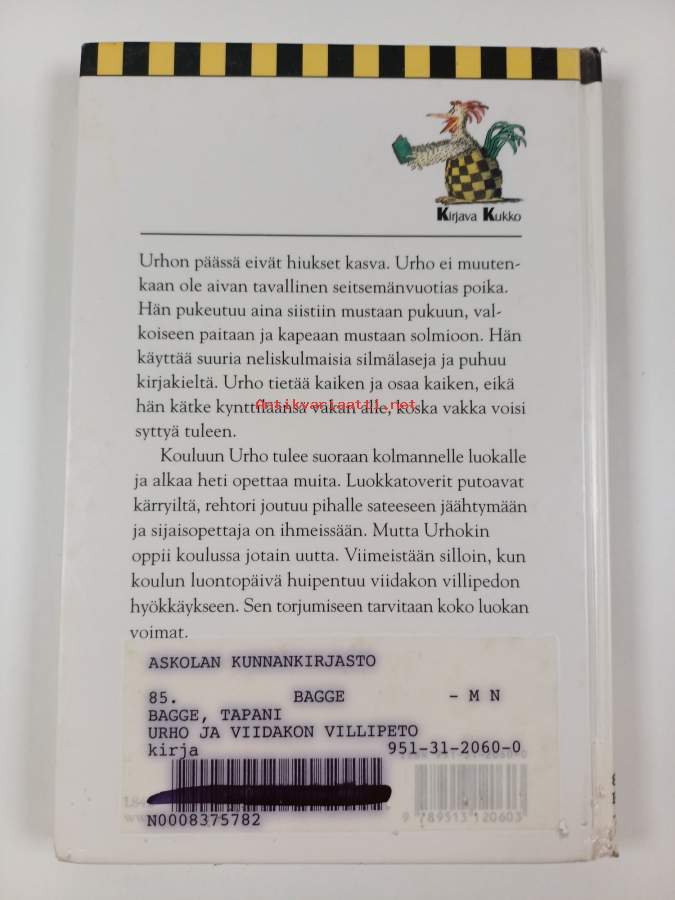 Kirjava Kukko
Urhon päässä eivät hiukset kasva. Urho ei muuten-
kaan ole aivan tavallinen seitsemänvuotias poika.
Hän pukeutuu aina siistiin mustaan pukuun, val-
koiseen paitaan ja kapeaan mustaan solmioon. Hän
käyttää suuria neliskulmaisia silmälaseja ja puhuu
kirjakieltä. Urho tietää kaiken ja osaa kaiken, eikä
hän kätke kynttiläänsä vakan alle, koska vakka voisi
antikvariaatit.net
syttyä tuleen.
Kouluun Urho tulee suoraan kolmannelle luokalle
ja alkaa heti opettaa muita. Luokkatoverit putoavat
kärryiltä, rehtori joutuu pihalle sateeseen jäähtymään
ja sijaisopettaja on ihmeissään. Mutta Urhokin
oppii koulussa jotain uutta. Viimeistään silloin, kun
koulun luontopäivä huipentuu viidakon villipedon
hyökkäykseen. Sen torjumiseen tarvitaan koko luokan
voimat.
ASKOLAN KUNNANKIRJASTO
85. BAGGE - M N
BAGGE, TAPANI
URHO JA VIIDAKON VILLIPETO
kirja 951-31-2060-0
N0008375782
9 789513 120603